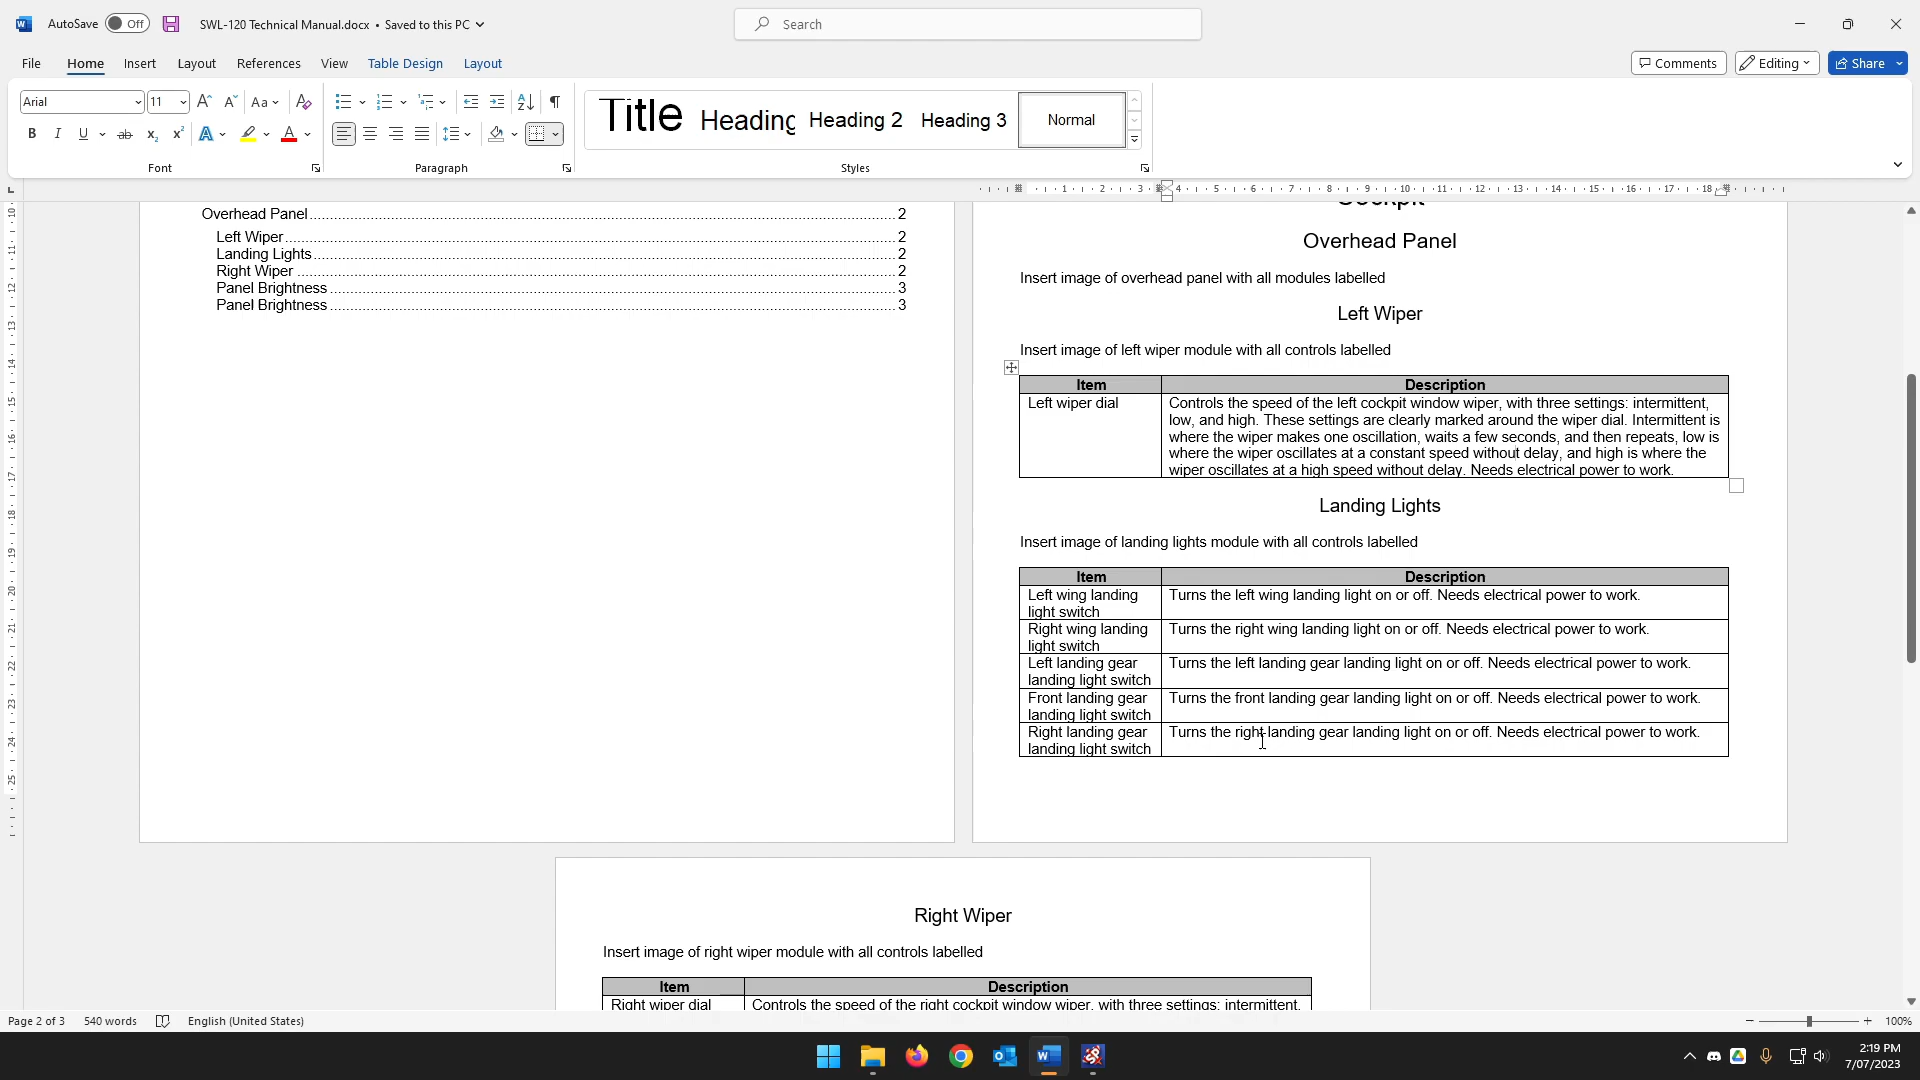 AutoSave Off SWL-120 Technical Manual.docx • Saved to this PC Search
File Home Insert Layout References View Table Design Layout Comments Editing Share
Arial 11 Aa
Title Heading Heading 2 Heading 3 Normal
Font Paragraph Styles
Overhead Panel 2
Left Wiper 2
Landing Lights 2
Right Wiper 2
Panel Brightness 3
Panel Brightness 3
Cockpit
Overhead Panel
Insert image of overhead panel with all modules labelled
Left Wiper
Insert image of left wiper module with all controls labelled
Item Description
Left wiper dial Controls the speed of the left cockpit window wiper, with three settings: intermittent,
low, and high. These settings are clearly marked around the wiper dial. Intermittent is
where the wiper makes one oscillation, waits a few seconds, and then repeats, low is
where the wiper oscillates at a constant speed without delay, and high is where the
wiper oscillates at a high speed without delay. Needs electrical power to work.
Landing Lights
Insert image of landing lights module with all controls labelled
Item Description
Left wing landing Turns the left wing landing light on or off. Needs electrical power to work.
light switch
Right wing landing Turns the right wing landing light on or off. Needs electrical power to work.
light switch
Left landing gear Turns the left landing gear landing light on or off. Needs electrical power to work.
landing light switch
Front landing gear Turns the front landing gear landing light on or off. Needs electrical power to work.
landing light switch
Right landing gear Turns the right landing gear landing light on or off. Needs electrical power to work.
landing light switch
Right Wiper
Insert image of right wiper module with all controls labelled
Item Description
Right wiper dial Controls the speed of the right cockpit window wiper, with three settings: intermittent,
Page 2 of 3 540 words English (United States) 100%
2:19 PM
7/07/2023